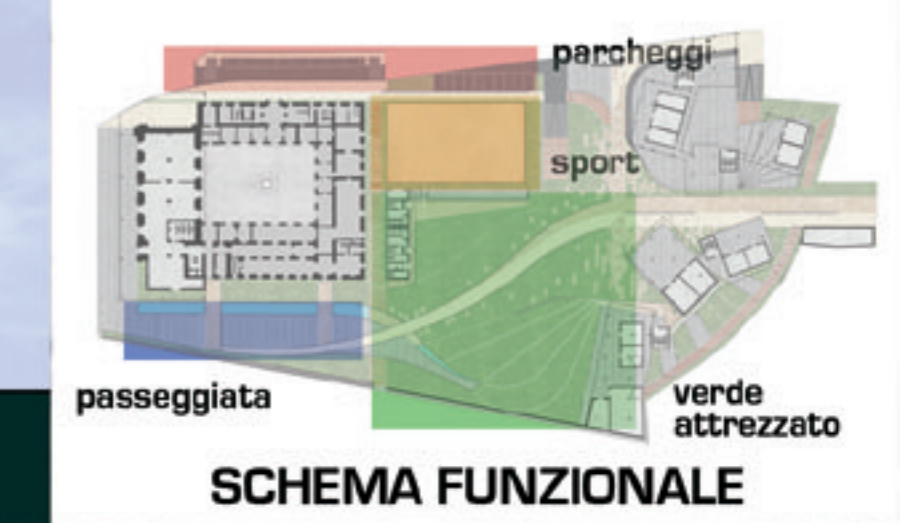 parcheggi
sport
passeggiata
verde
attrezzato
SCHEMA FUNZIONALE